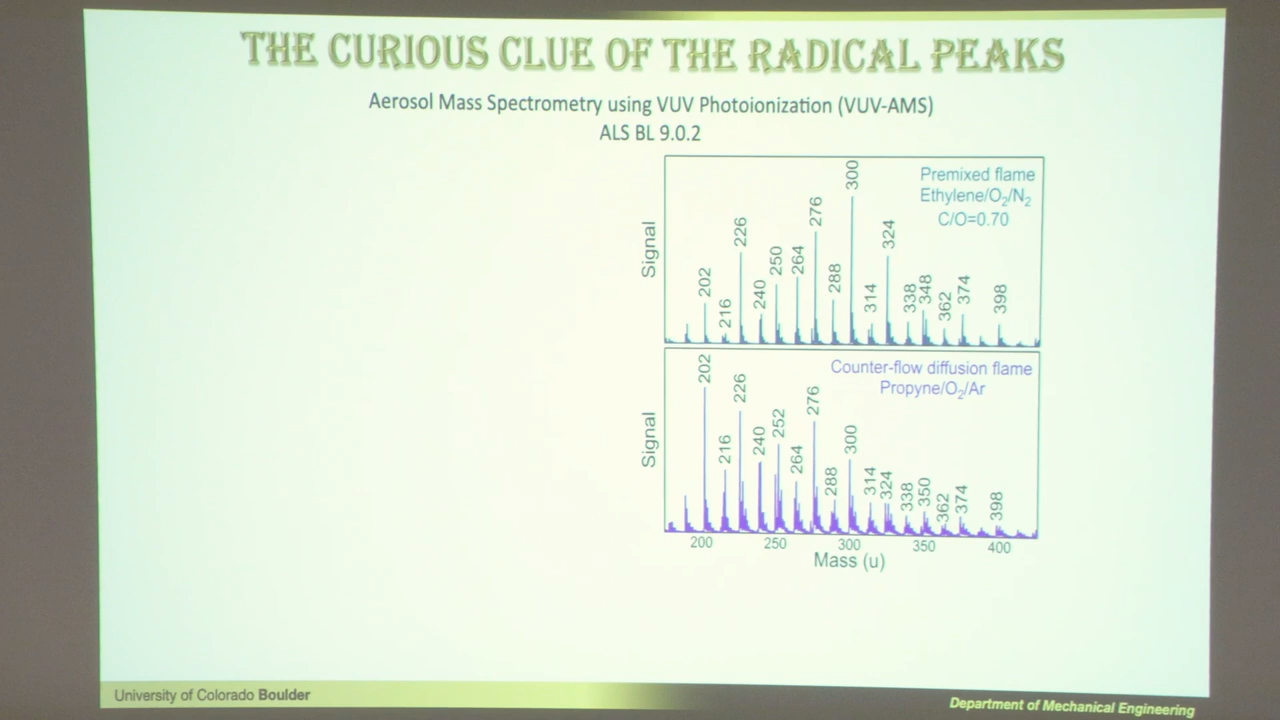 THE CURIOUS CLUE OF THE RADICAL PEAKS
Aerosol Mass Spectrometry using VUV Photoionization (VUV-AMS)
ALS BL 9.0.2
Premixed flame
Ethylene/O₂/N₂
C/O=0.70
Signal
202
216
226
240
250
264
276
288
300
314
324
338
348
362
374
398
Counter-flow diffusion flame
Propyne/O₂/Ar
Signal
202
216
226
240
252
264
276
288
300
314
324
338
350
362
374
398
200 250 300 350 400
Mass (u)
University of Colorado Boulder
Department of Mechanical Engineering